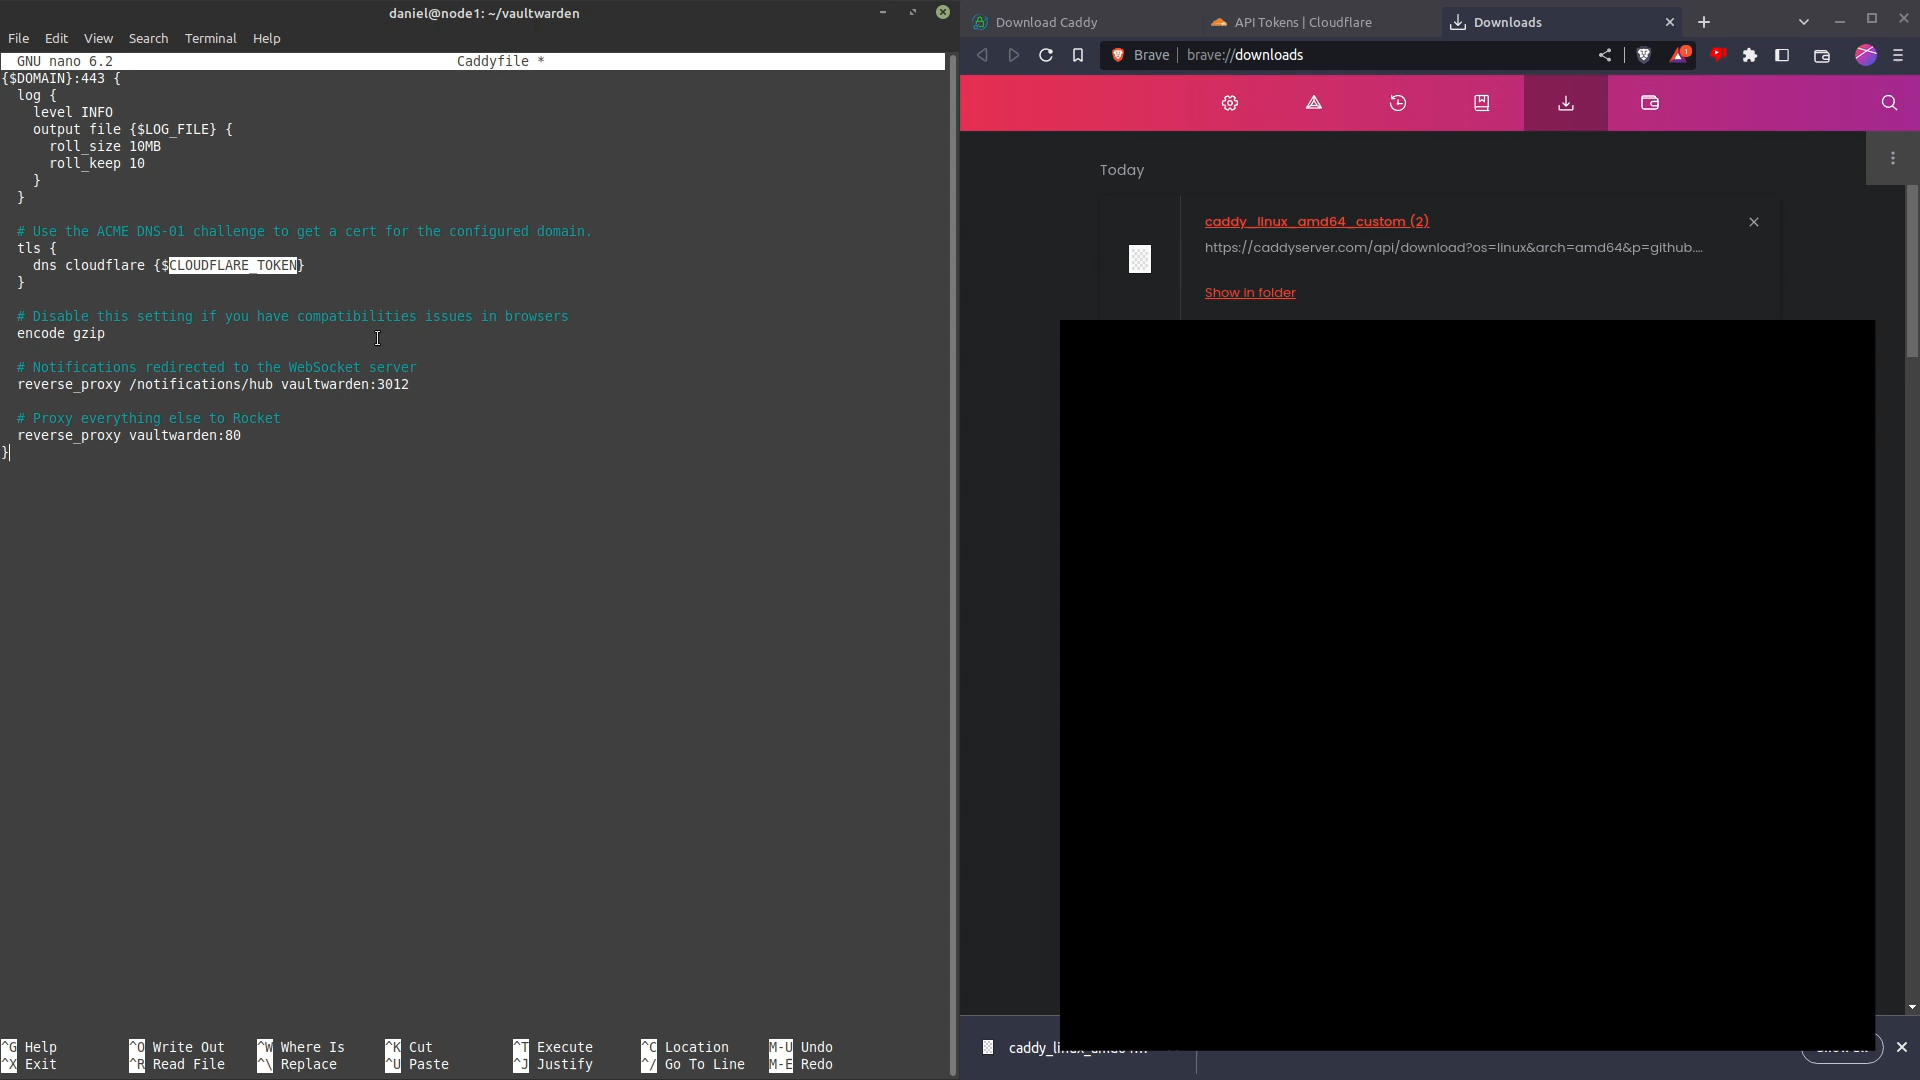 daniel@node1: ~/vaultwarden
File Edit View Search Terminal Help
GNU nano 6.2 Caddyfile *
{$DOMAIN}:443 {
log {
level INFO
output file {$LOG_FILE} {
roll_size 10MB
roll_keep 10
}
}
# Use the ACME DNS-01 challenge to get a cert for the configured domain.
tls {
dns cloudflare {$CLOUDFLARE_TOKEN}
}
# Disable this setting if you have compatibilities issues in browsers
encode gzip
# Notifications redirected to the WebSocket server
reverse_proxy /notifications/hub vaultwarden:3012
# Proxy everything else to Rocket
reverse_proxy vaultwarden:80
}
^G Help ^O Write Out ^W Where Is ^K Cut ^T Execute ^C Location M-U Undo
^X Exit ^R Read File ^\ Replace ^U Paste ^J Justify ^/ Go To Line M-E Redo
Download Caddy API Tokens | Cloudflare Downloads
Brave brave://downloads 1
Today
caddy_linux_amd64_custom (2)
https://caddyserver.com/api/download?os=linux&arch=amd64&p=github....
Show in folder